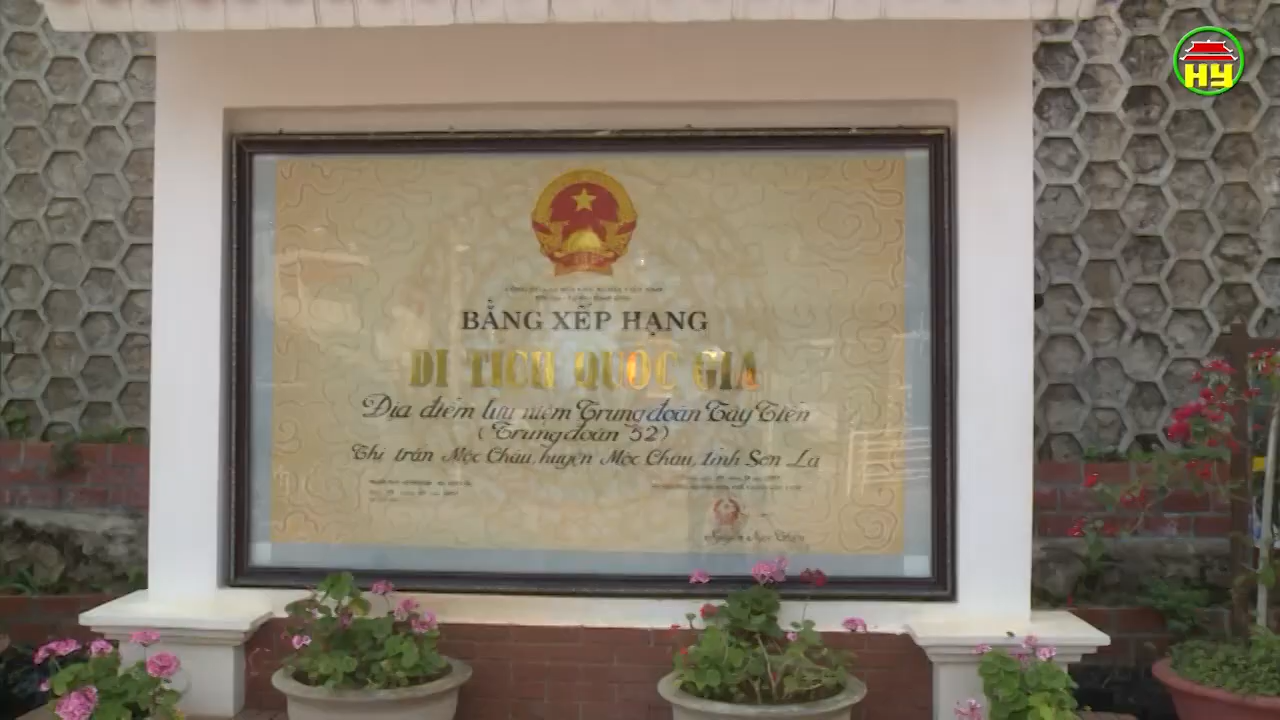 HY
BẰNG XẾP HẠNG
DI TÍCH QUỐC GIA
Địa điểm lưu niệm Trung đoàn Tây Tiến
(Trung đoàn 52)
Thị trấn Mộc Châu, huyện Mộc Châu, tỉnh Sơn La